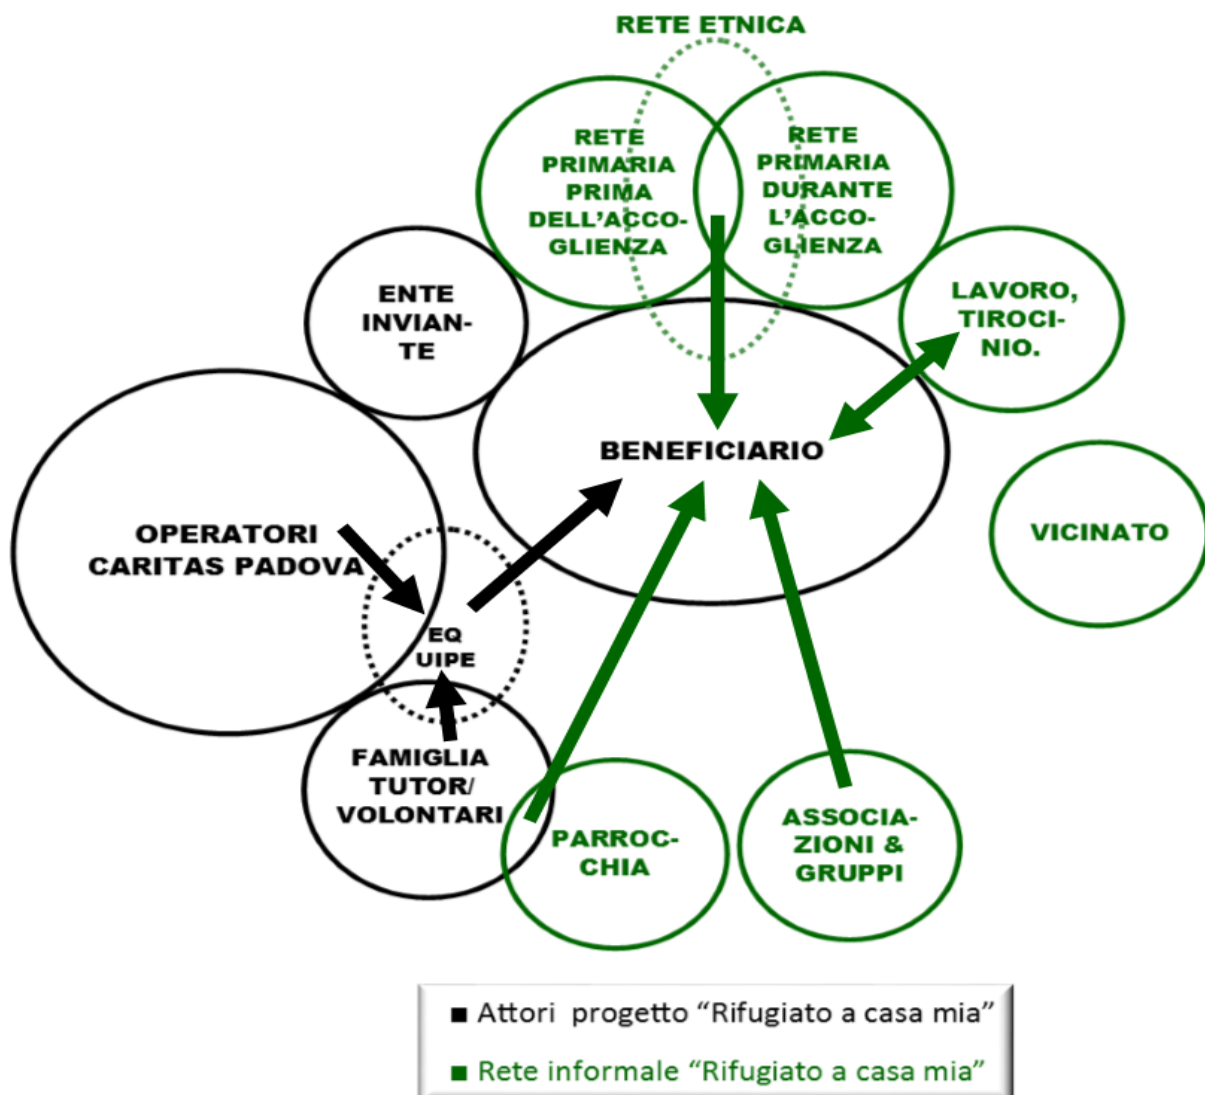 RETE ETNICA
RETE
PRIMARIA
PRIMA
DELL'ACCO-
GLIENZA
RETE
PRIMARIA
DURANTE
L'ACCO-
GLIENZA
ENTE
INVIAN-
TE
LAVORO,
TIROCI-
NIO.
BENEFICIARIO
OPERATORI
CARITAS PADOVA
VICINATO
EQ
UIPE
FAMIGLIA
TUTOR/
VOLONTARI
PARROC-
CHIA
ASSOCIA-
ZIONI &
GRUPPI
Attori progetto “Rifugiato a casa mia”
Rete informale “Rifugiato a casa mia”